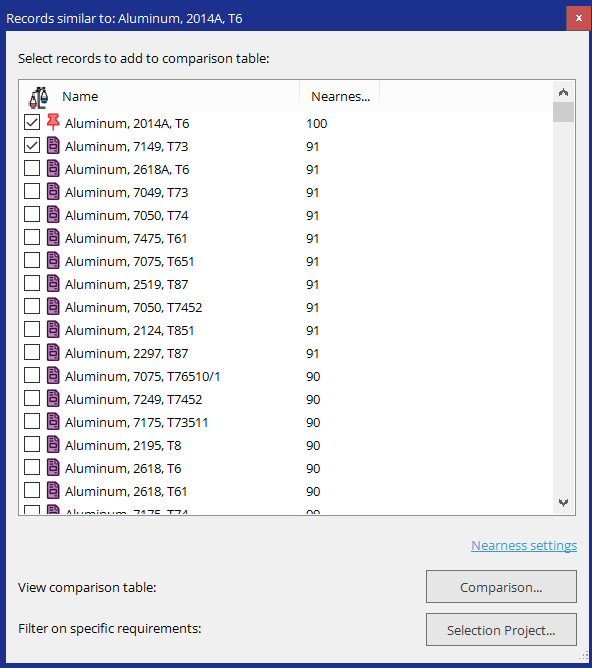 Records similar to: Aluminum, 2014A, T6
x
Select records to add to comparison table:
Name Nearnes...
Aluminum, 2014A, T6 100
Aluminum, 7149, T73 91
Aluminum, 2618A, T6 91
Aluminum, 7049, T73 91
Aluminum, 7050, T74 91
Aluminum, 7475, T61 91
Aluminum, 7075, T651 91
Aluminum, 2519, T87 91
Aluminum, 7050, T7452 91
Aluminum, 2124, T851 91
Aluminum, 2297, T87 91
Aluminum, 7075, T76510/1 90
Aluminum, 7249, T7452 90
Aluminum, 7175, T73511 90
Aluminum, 2195, T8 90
Aluminum, 2618, T6 90
Aluminum, 2618, T61 90
Aluminum, 7175, T74 90
Nearness settings
View comparison table: Comparison...
Filter on specific requirements: Selection Project...